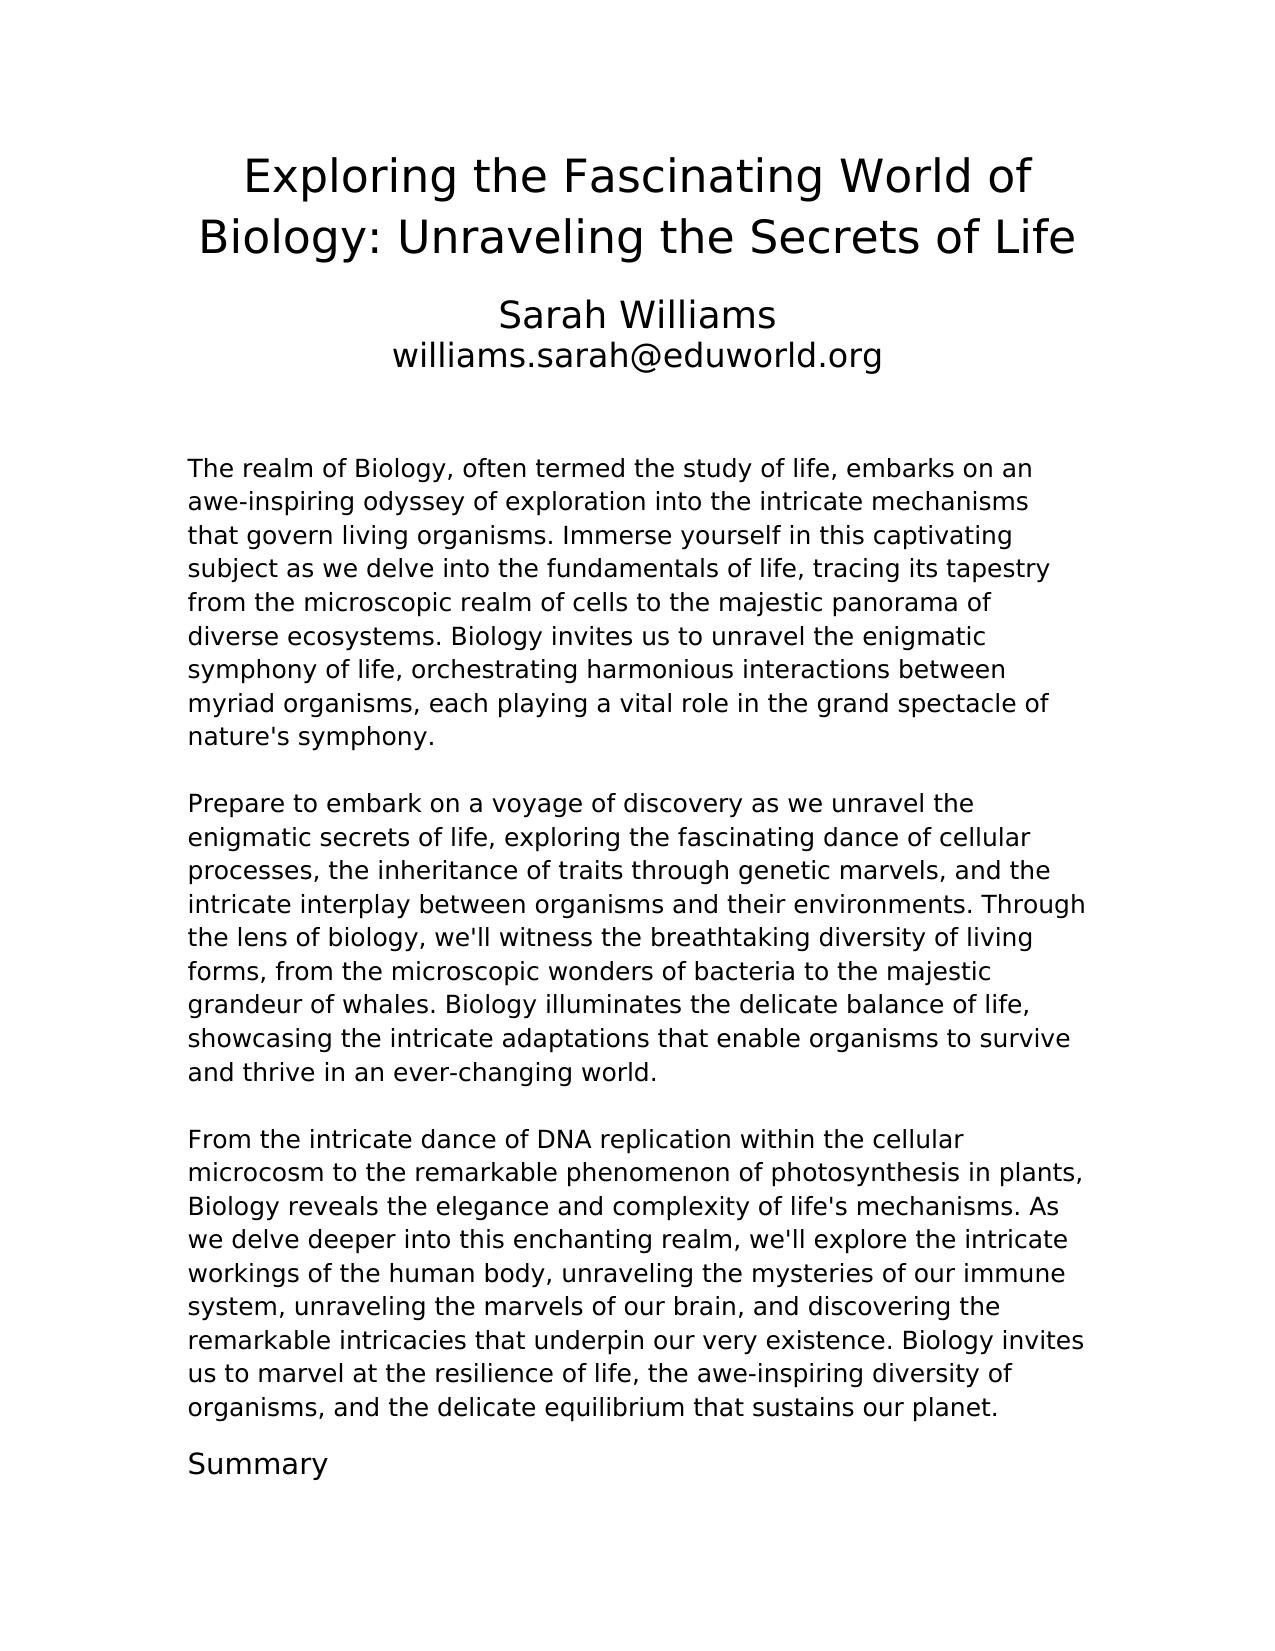 Exploring the Fascinating World of
Biology: Unraveling the Secrets of Life
Sarah Williams
williams.sarah@eduworld.org
The realm of Biology, often termed the study of life, embarks on an
awe-inspiring odyssey of exploration into the intricate mechanisms
that govern living organisms. Immerse yourself in this captivating
subject as we delve into the fundamentals of life, tracing its tapestry
from the microscopic realm of cells to the majestic panorama of
diverse ecosystems. Biology invites us to unravel the enigmatic
symphony of life, orchestrating harmonious interactions between
myriad organisms, each playing a vital role in the grand spectacle of
nature's symphony.
Prepare to embark on a voyage of discovery as we unravel the
enigmatic secrets of life, exploring the fascinating dance of cellular
processes, the inheritance of traits through genetic marvels, and the
intricate interplay between organisms and their environments. Through
the lens of biology, we'll witness the breathtaking diversity of living
forms, from the microscopic wonders of bacteria to the majestic
grandeur of whales. Biology illuminates the delicate balance of life,
showcasing the intricate adaptations that enable organisms to survive
and thrive in an ever-changing world.
From the intricate dance of DNA replication within the cellular
microcosm to the remarkable phenomenon of photosynthesis in plants,
Biology reveals the elegance and complexity of life's mechanisms. As
we delve deeper into this enchanting realm, we'll explore the intricate
workings of the human body, unraveling the mysteries of our immune
system, unraveling the marvels of our brain, and discovering the
remarkable intricacies that underpin our very existence. Biology invites
us to marvel at the resilience of life, the awe-inspiring diversity of
organisms, and the delicate equilibrium that sustains our planet.
Summary